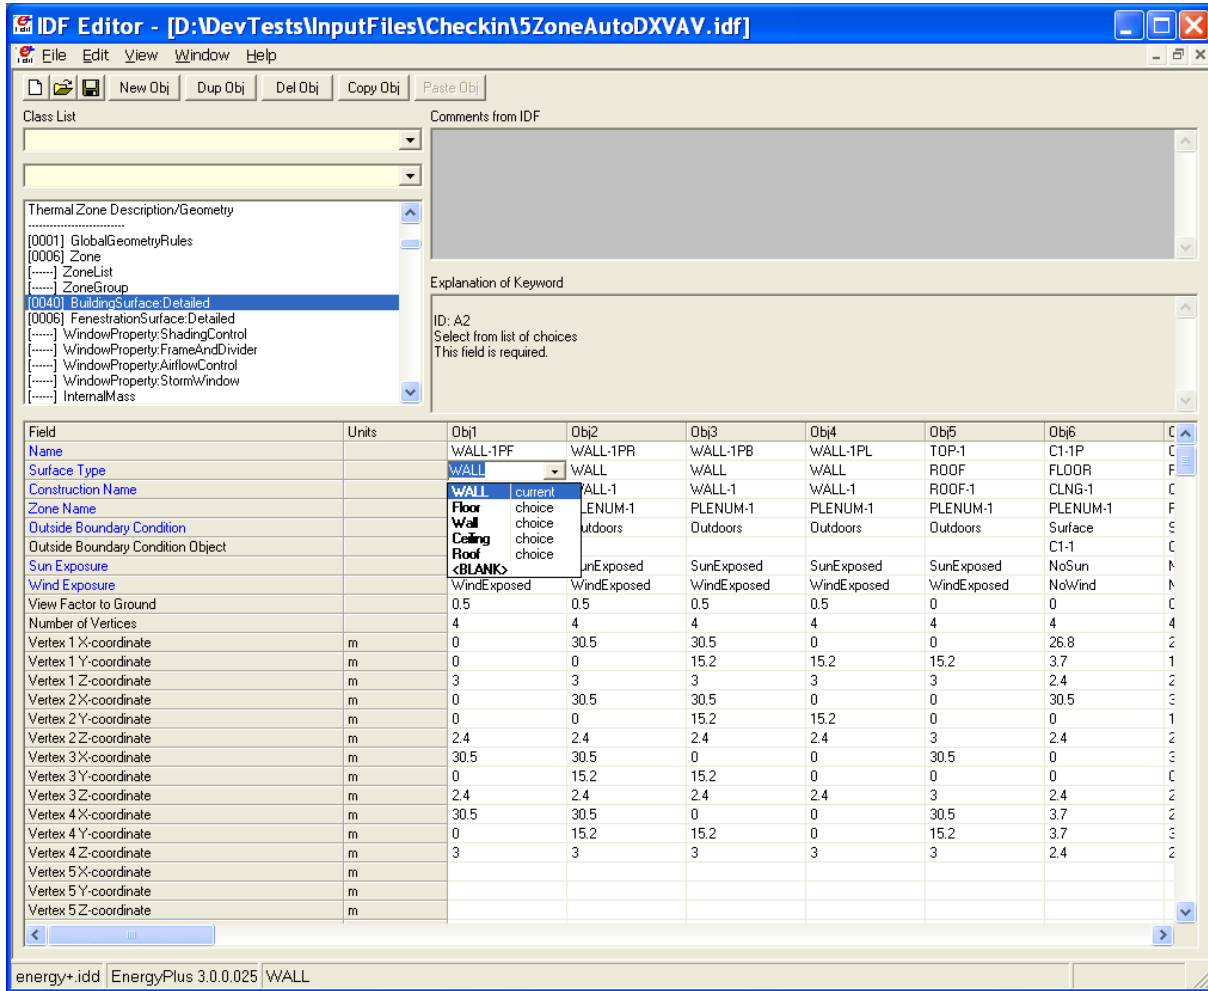 IDF Editor - [D:\DevTests\InputFiles\Checkin\5ZoneAutoDXVAV.idf]
File Edit View Window Help
New Obj Dup Obj Del Obj Copy Obj Paste Obj
Class List
Comments from IDF
Thermal Zone Description/Geometry
---------------------------
[0001] GlobalGeometryRules
[0006] Zone
[------] ZoneList
[------] ZoneGroup
[0040] BuildingSurface:Detailed
[0006] FenestrationSurface:Detailed
[------] WindowProperty:ShadingControl
[------] WindowProperty:FrameAndDivider
[------] WindowProperty:AirflowControl
[------] WindowProperty:StormWindow
[------] InternalMass
Explanation of Keyword
ID: A2
Select from list of choices
This field is required.
Field Units Obj1 Obj2 Obj3 Obj4 Obj5 Obj6
Name WALL-1PF WALL-1PR WALL-1PB WALL-1PL TOP-1 C1-1P
Surface Type WALL WALL WALL WALL ROOF FLOOR
Construction Name WALL-1 WALL-1 ROOF-1 CLNG-1
Zone Name PLENUM-1 PLENUM-1 PLENUM-1 PLENUM-1
Outside Boundary Condition Outdoors Outdoors Outdoors Surface
Outside Boundary Condition Object C1-1
Sun Exposure SunExposed SunExposed SunExposed NoSun
Wind Exposure WindExposed WindExposed WindExposed WindExposed WindExposed NoWind
WALL current
Floor choice
Wall choice
Ceiling choice
Roof choice
<BLANK>
View Factor to Ground 0.5 0.5 0.5 0.5 0 0
Number of Vertices 4 4 4 4 4 4
Vertex 1 X-coordinate m 0 30.5 30.5 0 0 26.8
Vertex 1 Y-coordinate m 0 0 15.2 15.2 15.2 3.7
Vertex 1 Z-coordinate m 3 3 3 3 3 2.4
Vertex 2 X-coordinate m 0 30.5 30.5 0 0 30.5
Vertex 2 Y-coordinate m 0 0 15.2 15.2 0 0
Vertex 2 Z-coordinate m 2.4 2.4 2.4 2.4 3 2.4
Vertex 3 X-coordinate m 30.5 30.5 0 0 30.5 0
Vertex 3 Y-coordinate m 0 15.2 15.2 0 0 0
Vertex 3 Z-coordinate m 2.4 2.4 2.4 2.4 3 2.4
Vertex 4 X-coordinate m 30.5 30.5 0 0 30.5 3.7
Vertex 4 Y-coordinate m 0 15.2 15.2 0 15.2 3.7
Vertex 4 Z-coordinate m 3 3 3 3 3 2.4
Vertex 5 X-coordinate m
Vertex 5 Y-coordinate m
Vertex 5 Z-coordinate m
energy+.idd EnergyPlus 3.0.0.025 WALL